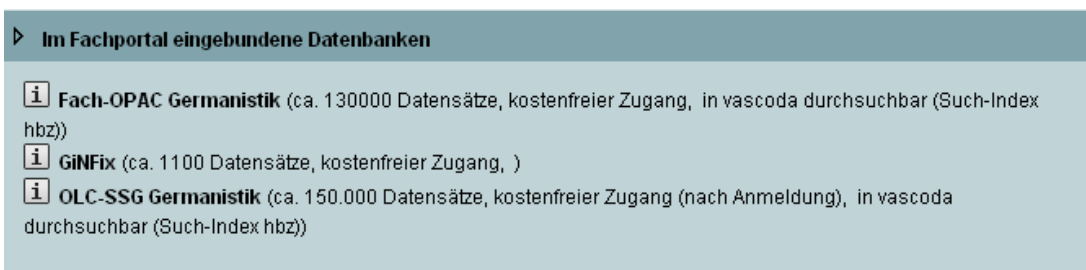 Im Fachportal eingebundene Datenbanken
i Fach-OPAC Germanistik (ca. 130000 Datensätze, kostenfreier Zugang, in vascoda durchsuchbar (Such-Index
hbz))
i GiNFix (ca. 1100 Datensätze, kostenfreier Zugang, )
i OLC-SSG Germanistik (ca. 150.000 Datensätze, kostenfreier Zugang (nach Anmeldung), in vascoda
durchsuchbar (Such-Index hbz))